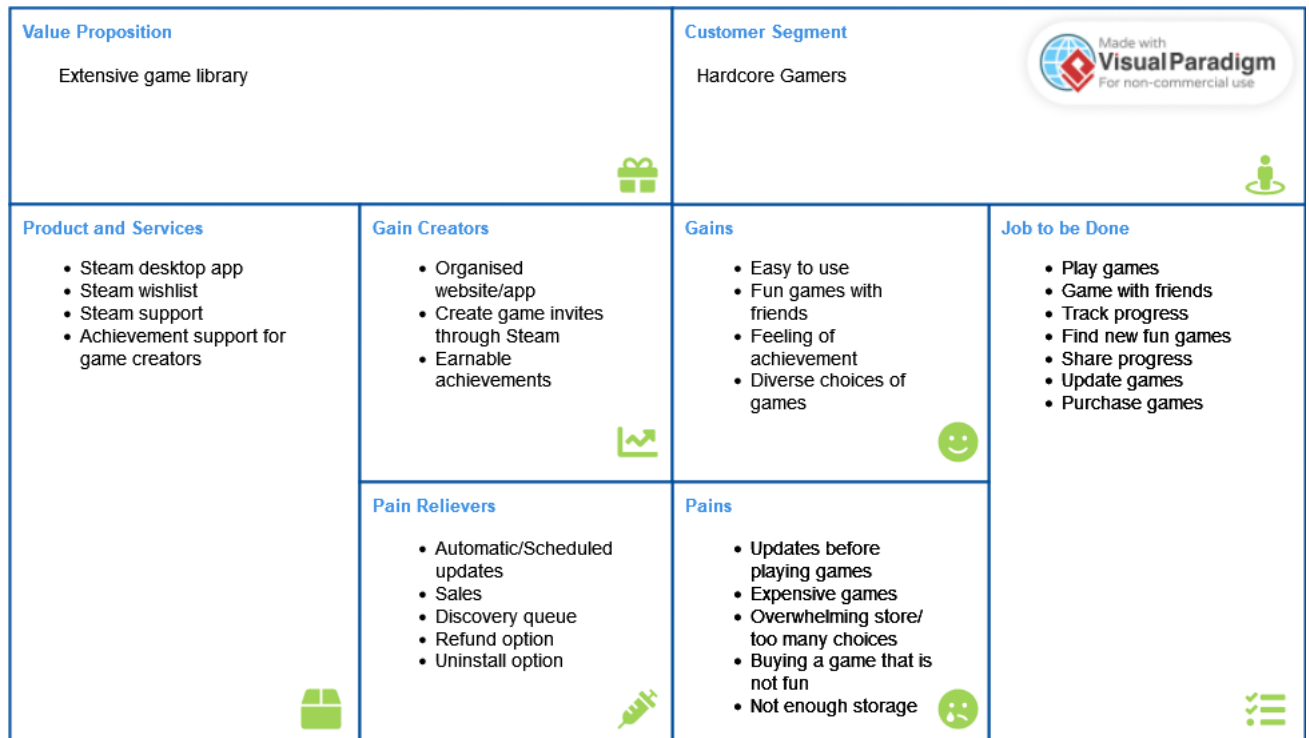 Value Proposition
Extensive game library
Customer Segment
Hardcore Gamers
Made with
Visual Paradigm
For non-commercial use
Product and Services
Steam desktop app
Steam wishlist
Steam support
Achievement support for
game creators
Gain Creators
Organised
website/app
Create game invites
through Steam
Earnable
achievements
Gains
Easy to use
Fun games with
friends
Feeling of
achievement
Diverse choices of
games
Job to be Done
Play games
Game with friends
Track progress
Find new fun games
Share progress
Update games
Purchase games
Pain Relievers
Automatic/Scheduled
updates
Sales
Discovery queue
Refund option
Uninstall option
Pains
Updates before
playing games
Expensive games
Overwhelming store/
too many choices
Buying a game that is
not fun
Not enough storage